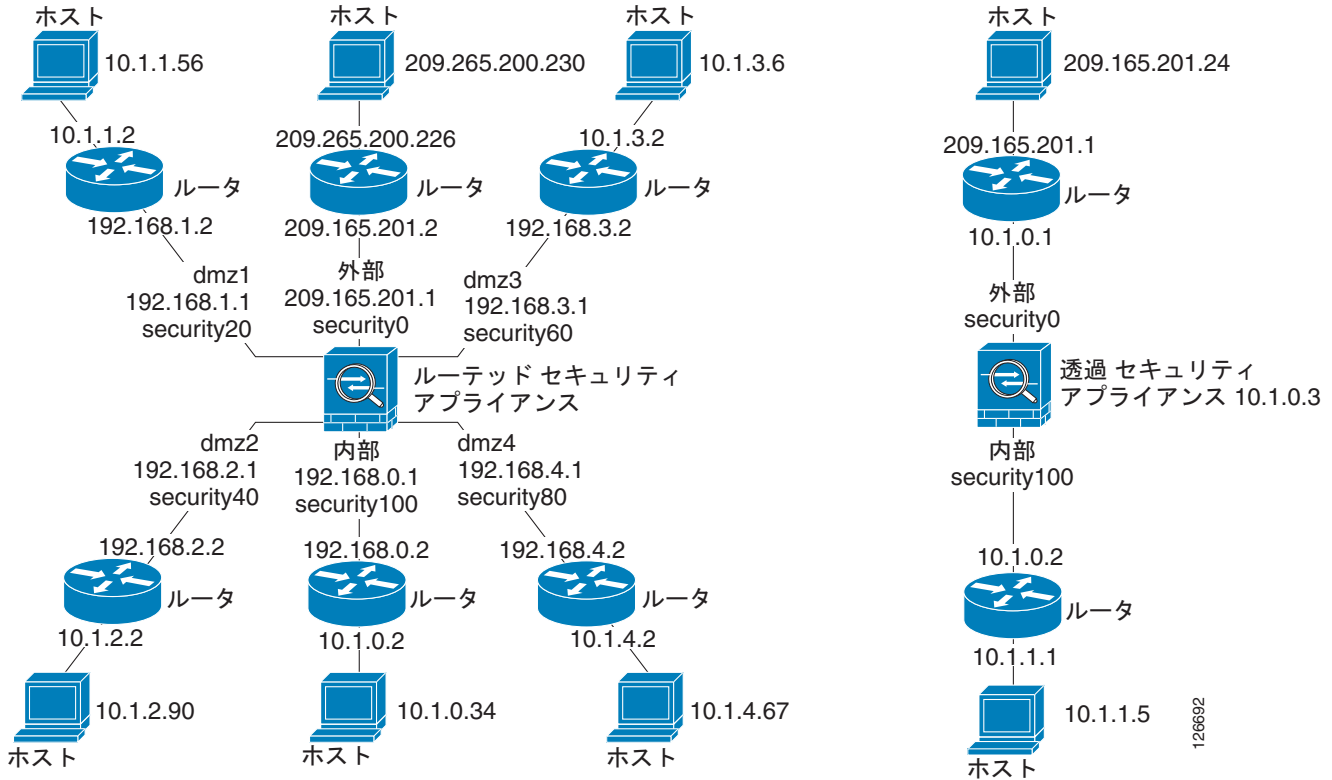 ホスト
10.1.1.56
10.1.1.2
ルータ
192.168.1.2
dmz1
192.168.1.1
security20
ホスト
209.265.200.230
209.265.200.226
ルータ
209.165.201.2
外部
209.165.201.1
security0
ホスト
10.1.3.6
10.1.3.2
ルータ
192.168.3.2
dmz3
192.168.3.1
security60
ルーテッド セキュリティ
アプライアンス
dmz2
192.168.2.1
security40
192.168.2.2
ルータ
10.1.2.2
10.1.2.90
ホスト
内部
192.168.0.1
security100
192.168.0.2
ルータ
10.1.0.2
10.1.0.34
ホスト
dmz4
192.168.4.1
security80
192.168.4.2
ルータ
10.1.4.2
10.1.4.67
ホスト
ホスト
209.165.201.24
209.165.201.1
ルータ
10.1.0.1
外部
security0
透過 セキュリティ
アプライアンス 10.1.0.3
内部
security100
10.1.0.2
ルータ
10.1.1.1
10.1.1.5
ホスト
126692